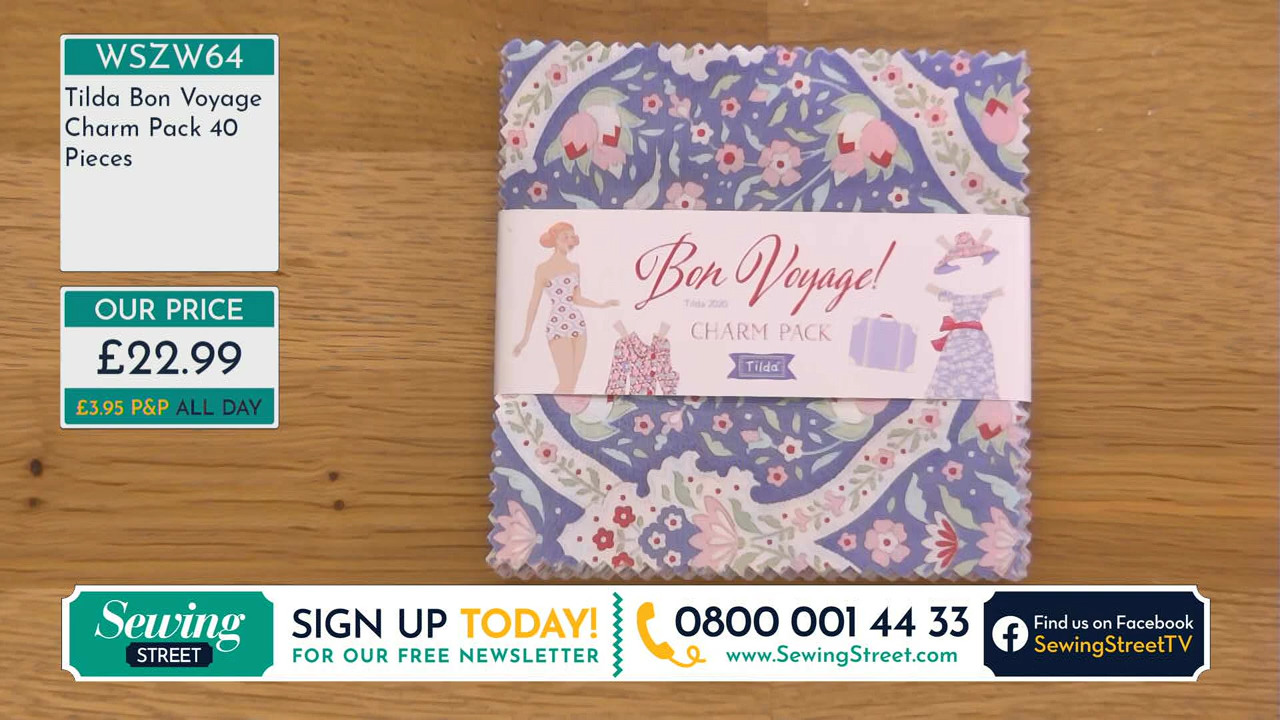 WSZW64
Tilda Bon Voyage
Charm Pack 40
Pieces
OUR PRICE
£22.99
£3.95 P&P ALL DAY
Bon Voyage!
Tilda 2020
CHARM PACK
Tilda
Sewing
STREET
SIGN UP TODAY!
FOR OUR FREE NEWSLETTER
0800 001 44 33
www.SewingStreet.com
Find us on Facebook
SewingStreetTV